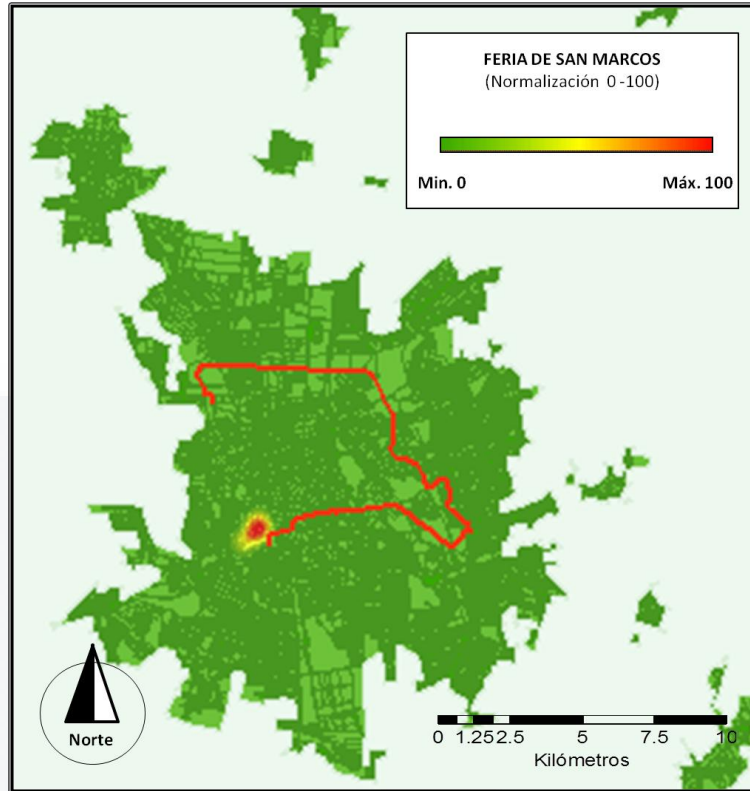 FERIA DE SAN MARCOS
(Normalización 0 -100)
Min. 0 Máx. 100
Norte
0 1.25 2.5 5 7.5 10
Kilómetros